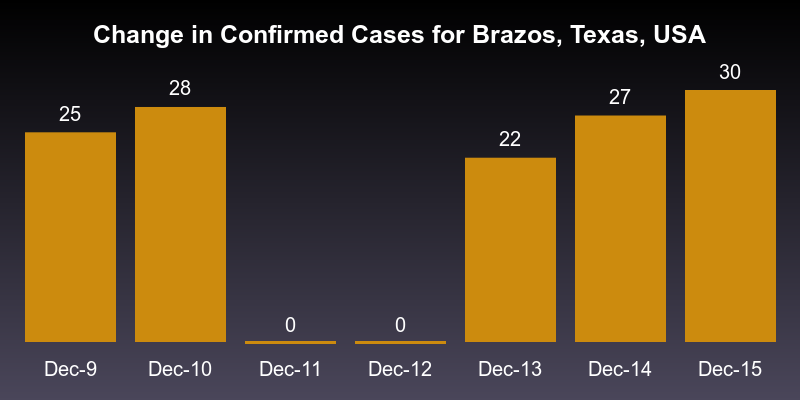 Change in Confirmed Cases for Brazos, Texas, USA
25 28 0 0 22 27 30
Dec-9 Dec-10 Dec-11 Dec-12 Dec-13 Dec-14 Dec-15